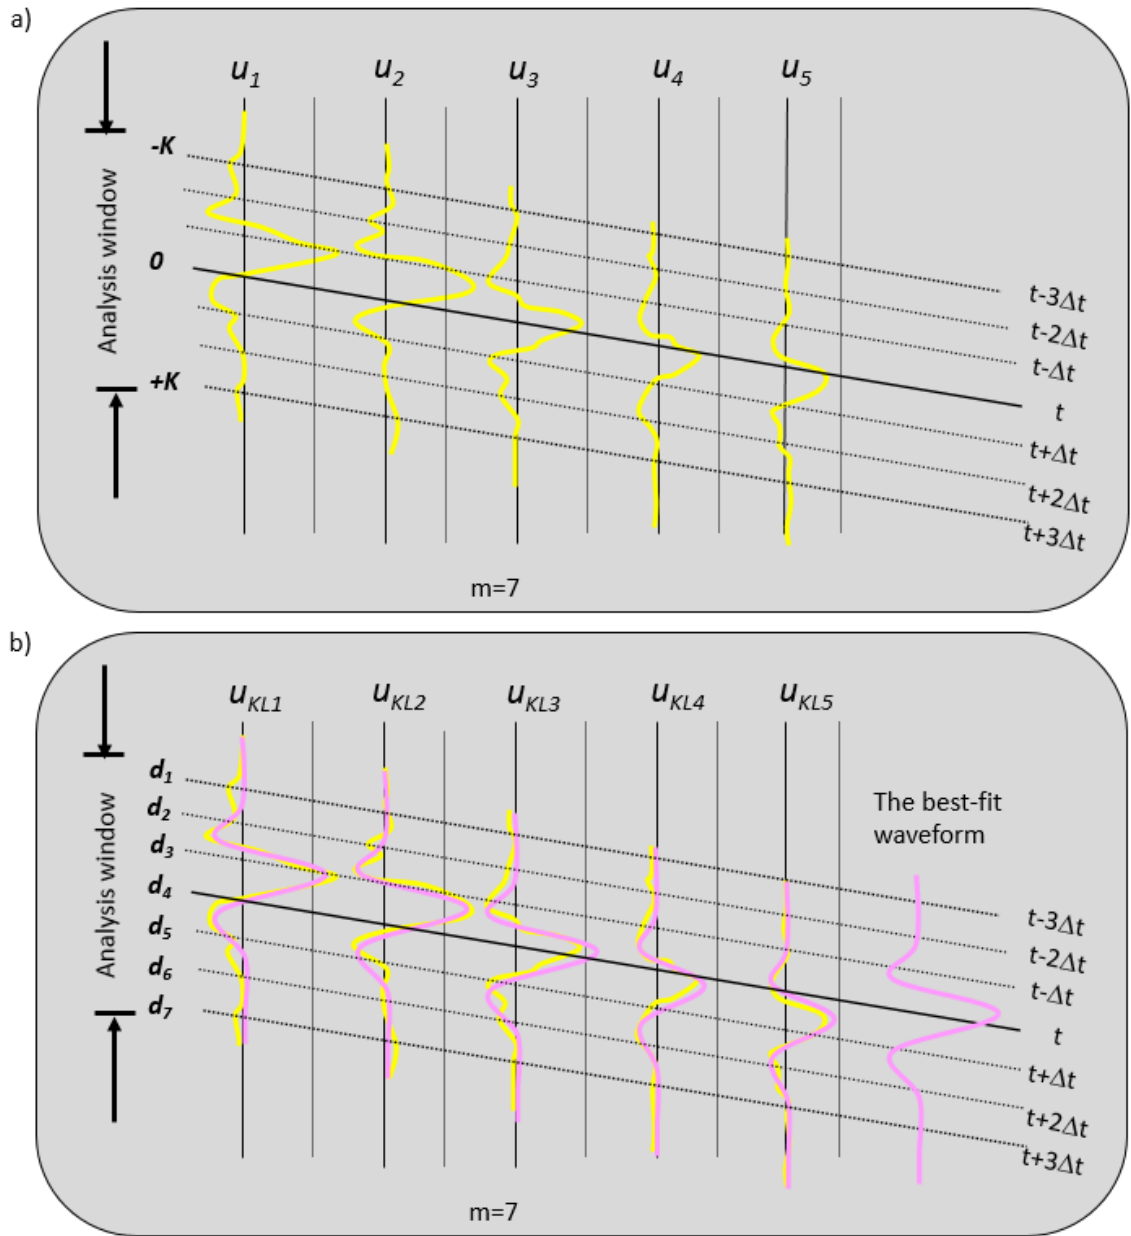 a)
u1 u2 u3 u4 u5
-K
0
+K
Analysis window
t-3Δt
t-2Δt
t-Δt
t
t+Δt
t+2Δt
t+3Δt
m=7
b)
uKL1 uKL2 uKL3 uKL4 uKL5
d1
d2
d3
d4
d5
d6
d7
Analysis window
The best-fit
waveform
t-3Δt
t-2Δt
t-Δt
t
t+Δt
t+2Δt
t+3Δt
m=7